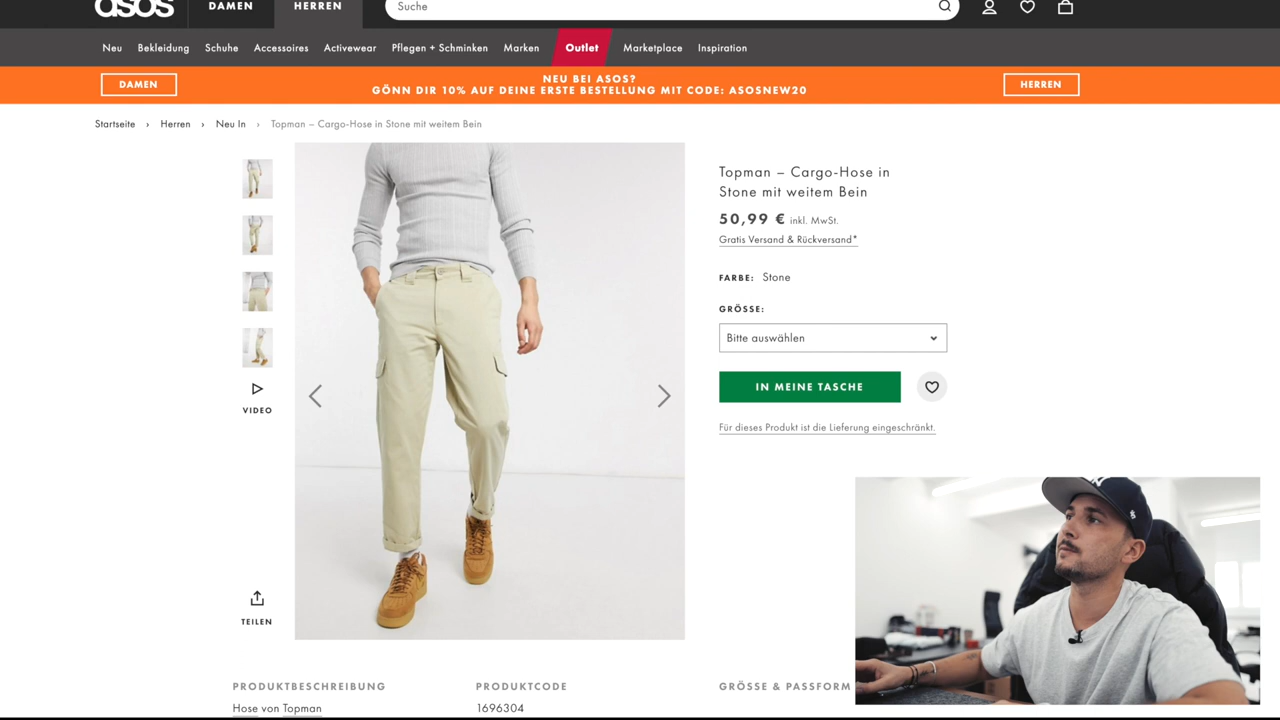 asos
DAMEN
HERREN
Suche
Neu
Bekleidung
Schuhe
Accessoires
Activewear
Pflegen + Schminken
Marken
Outlet
Marketplace
Inspiration
DAMEN
NEU BEI ASOS?
GÖNN DIR 10% AUF DEINE ERSTE BESTELLUNG MIT CODE: ASOSNEW20
HERREN
Startseite › Herren › Neu In › Topman – Cargo-Hose in Stone mit weitem Bein
VIDEO
TEILEN
Topman – Cargo-Hose in
Stone mit weitem Bein
50,99 € inkl. MwSt.
Gratis Versand & Rückversand*
FARBE: Stone
GRÖSSE:
Bitte auswählen
IN MEINE TASCHE
Für dieses Produkt ist die Lieferung eingeschränkt.
PRODUKTBESCHREIBUNG
Hose von Topman
PRODUKTCODE
1696304
GRÖSSE & PASSFORM